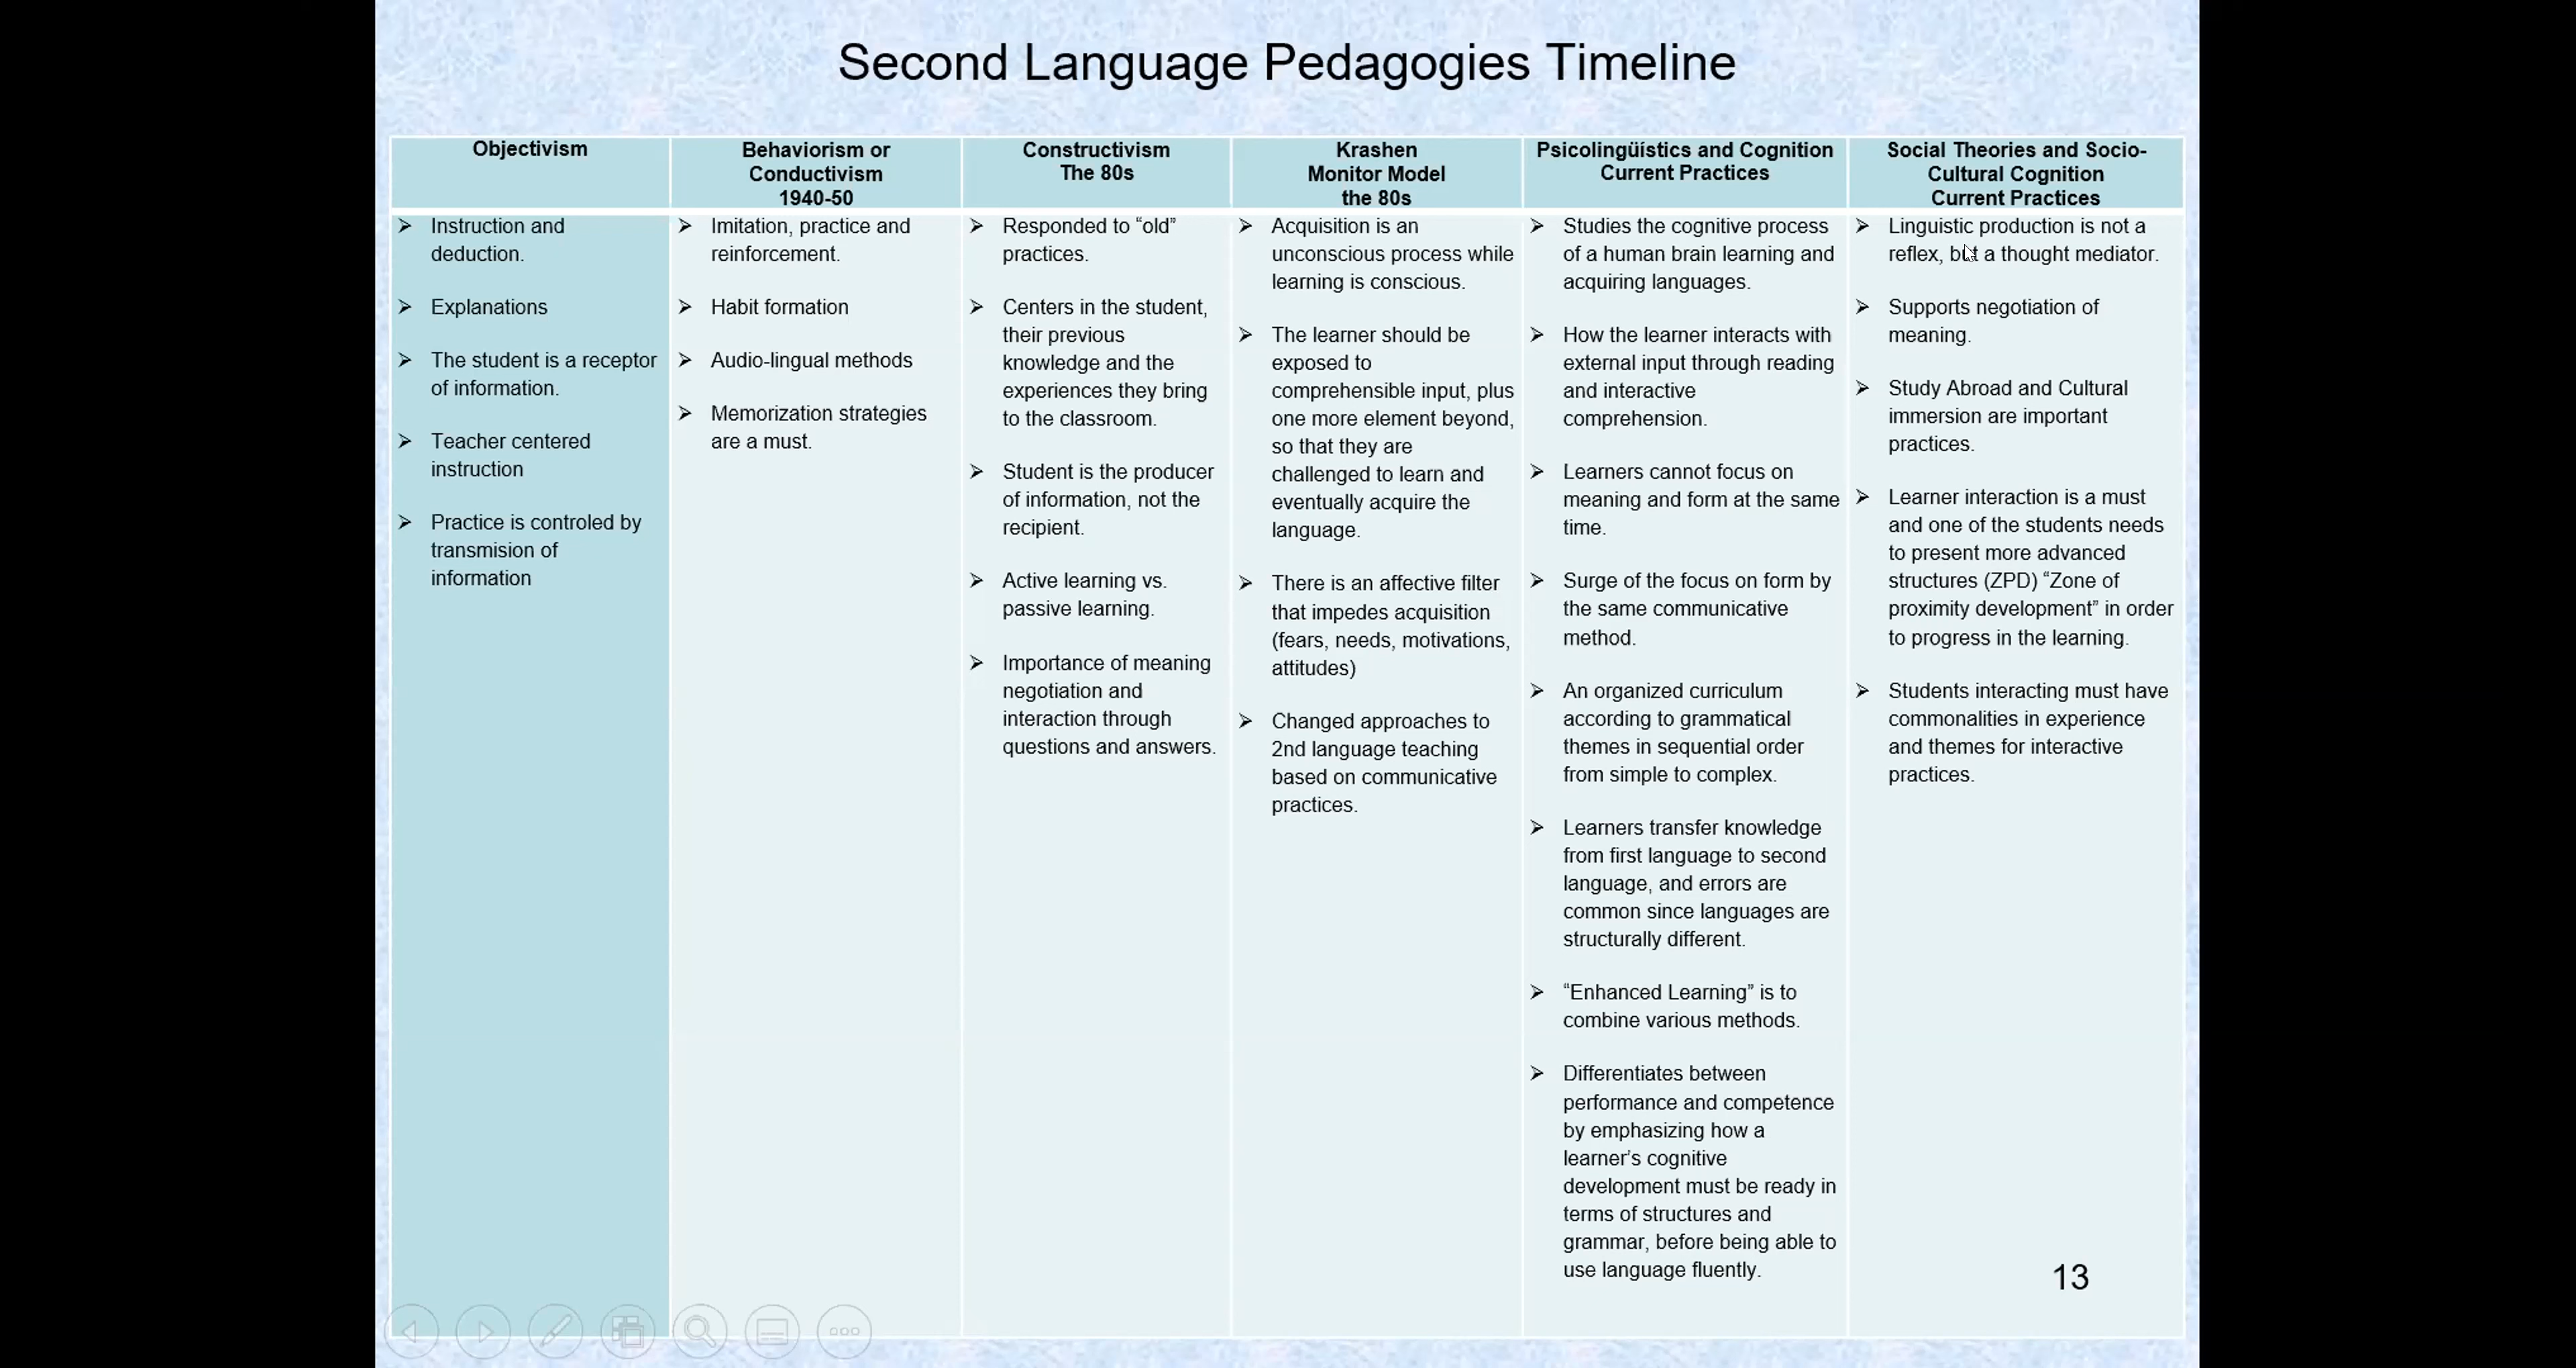 Second Language Pedagogies Timeline
Objectivism
Instruction and
deduction.
Explanations
The student is a receptor
of information.
Teacher centered
instruction
Practice is controled by
transmision of
information
Behaviorism or
Conductivism
1940-50
Imitation, practice and
reinforcement.
Habit formation
Audio-lingual methods
Memorization strategies
are a must.
Constructivism
The 80s
Responded to “old”
practices.
Centers in the student,
their previous
knowledge and the
experiences they bring
to the classroom.
Student is the producer
of information, not the
recipient.
Active learning vs.
passive learning.
Importance of meaning
negotiation and
interaction through
questions and answers.
Krashen
Monitor Model
the 80s
Acquisition is an
unconscious process while
learning is conscious.
The learner should be
exposed to
comprehensible input, plus
one more element beyond,
so that they are
challenged to learn and
eventually acquire the
language.
There is an affective filter
that impedes acquisition
(fears, needs, motivations,
attitudes)
Changed approaches to
2nd language teaching
based on communicative
practices.
Psicolingüístics and Cognition
Current Practices
Studies the cognitive process
of a human brain learning and
acquiring languages.
How the learner interacts with
external input through reading
and interactive
comprehension.
Learners cannot focus on
meaning and form at the same
time.
Surge of the focus on form by
the same communicative
method.
An organized curriculum
according to grammatical
themes in sequential order
from simple to complex.
Learners transfer knowledge
from first language to second
language, and errors are
common since languages are
structurally different.
“Enhanced Learning” is to
combine various methods.
Differentiates between
performance and competence
by emphasizing how a
learner’s cognitive
development must be ready in
terms of structures and
grammar, before being able to
use language fluently.
Social Theories and Socio-
Cultural Cognition
Current Practices
Linguistic production is not a
reflex, but a thought mediator.
Supports negotiation of
meaning.
Study Abroad and Cultural
immersion are important
practices.
Learner interaction is a must
and one of the students needs
to present more advanced
structures (ZPD) “Zone of
proximity development” in order
to progress in the learning.
Students interacting must have
commonalities in experience
and themes for interactive
practices.
13